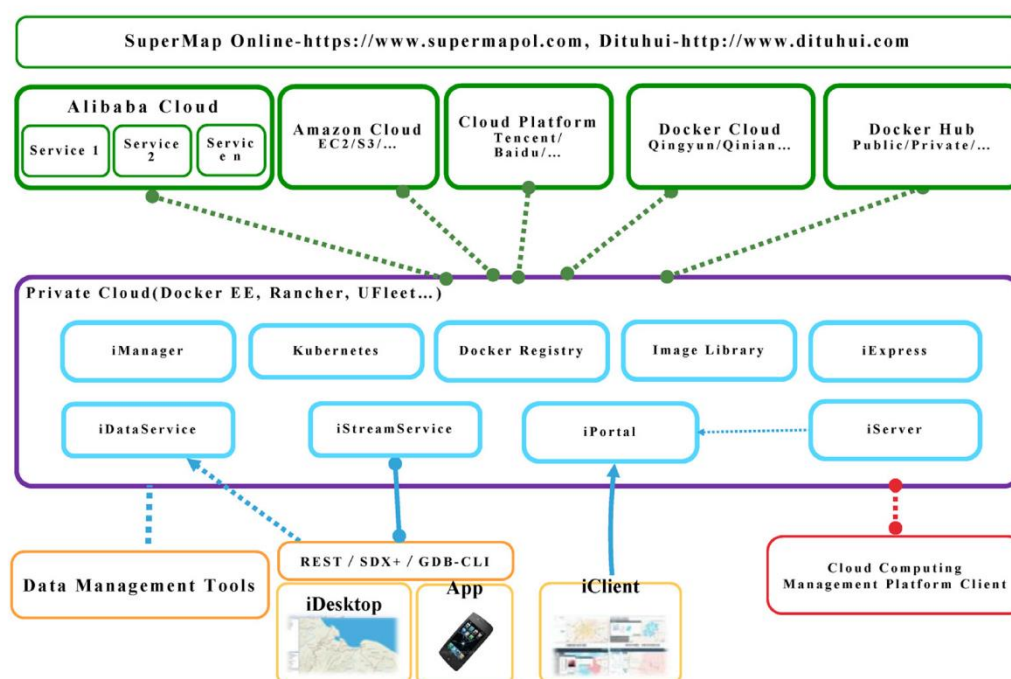 SuperMap Online-https://www.supermapol.com, Dituhui-http://www.dituhui.com
Alibaba Cloud
Service 1
Service
2
Servic
e n
Amazon Cloud
EC2/S3/...
Cloud Platform
Tencent/
Baidu/...
Docker Cloud
Qingyun/Qinian...
Docker Hub
Public/Private/...
Private Cloud(Docker EE, Rancher, UFleet...)
iManager
Kubernetes
Docker Registry
Image Library
iExpress
iDataService
iStreamService
iPortal
iServer
Data Management Tools
REST / SDX+ / GDB-CLI
iDesktop
App
iClient
Cloud Computing
Management Platform Client